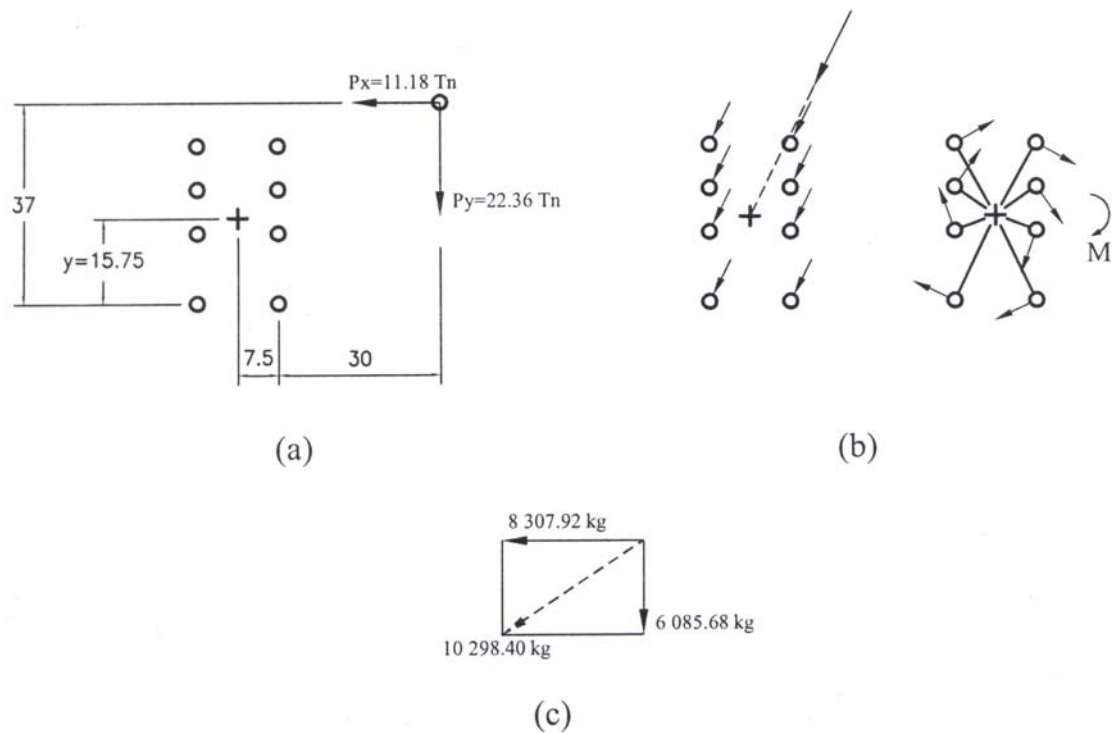 Px=11.18 Tn
37
Py=22.36 Tn
y=15.75
7.5
30
(a)
M
(b)
8 307.92 kg
6 085.68 kg
10 298.40 kg
(c)